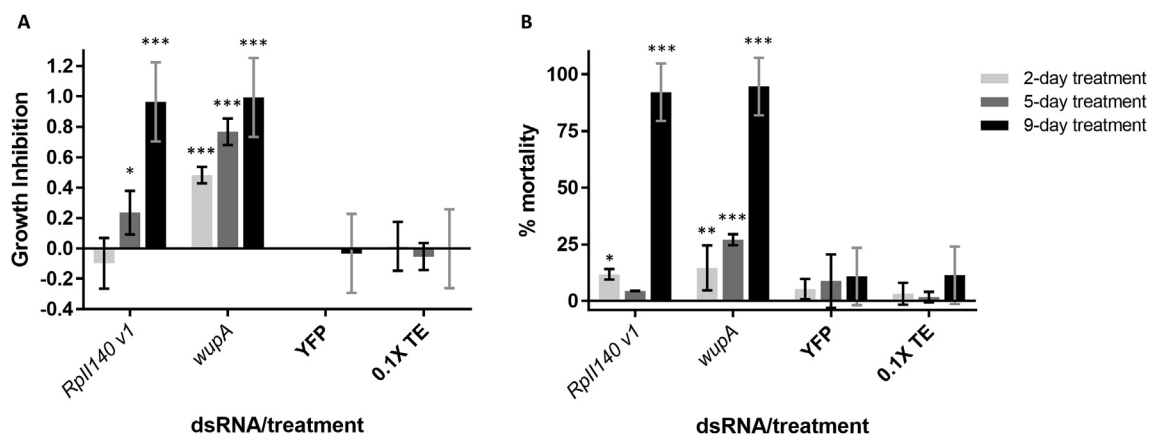 A
Growth Inhibition
1.2
1.0
0.8
0.6
0.4
0.2
0.0
-0.2
-0.4
***
***
***
***
*
RpII140 v1
wupA
YFP
0.1X TE
dsRNA/treatment
B
% mortality
100
75
50
25
0
***
***
***
**
*
RpII140 v1
wupA
YFP
0.1X TE
dsRNA/treatment
2-day treatment
5-day treatment
9-day treatment